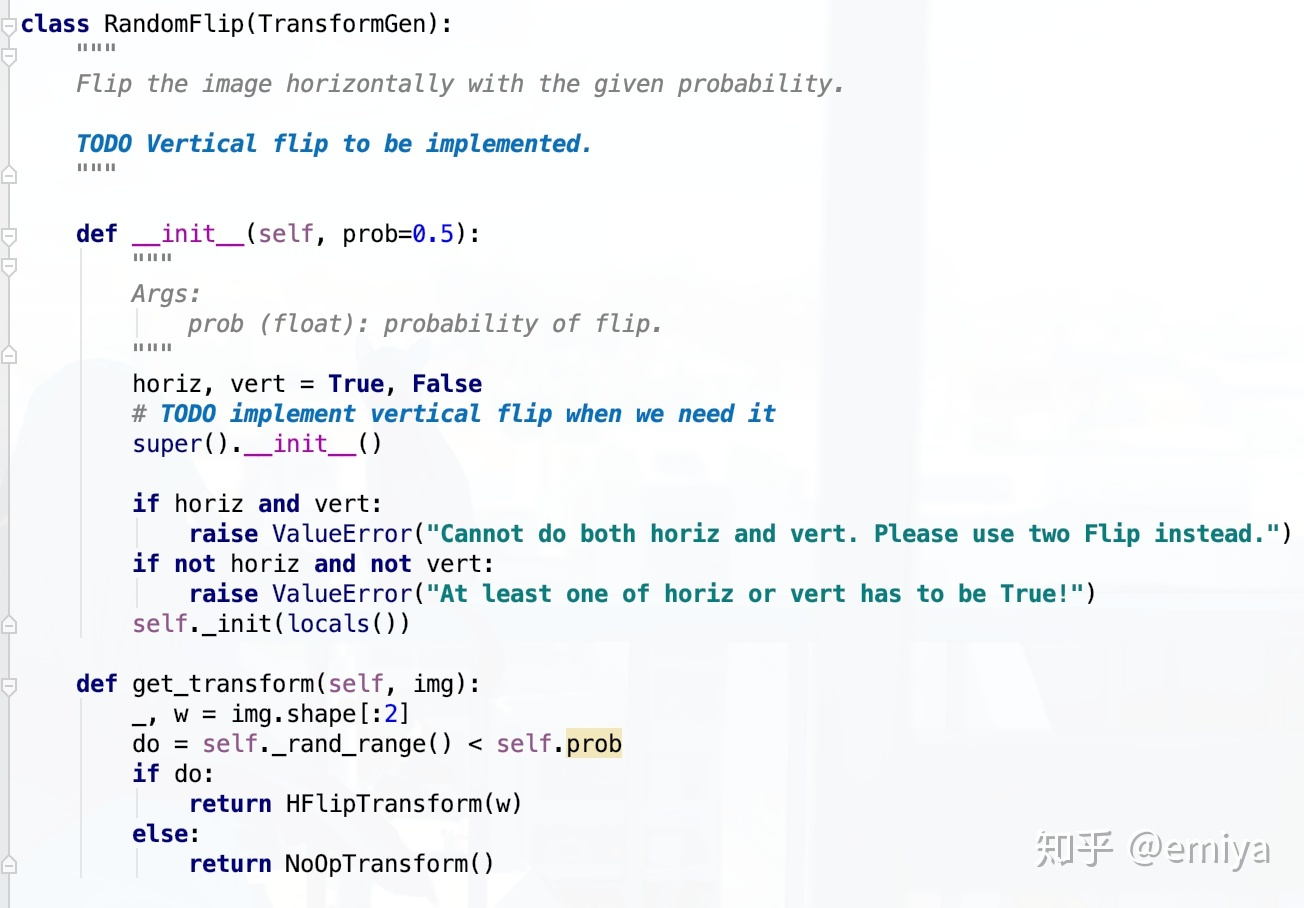 class RandomFlip(TransformGen):
    """
    Flip the image horizontally with the given probability.

    TODO Vertical flip to be implemented.
    """

    def __init__(self, prob=0.5):
        """
        Args:
            prob (float): probability of flip.
        """
        horiz, vert = True, False
        # TODO implement vertical flip when we need it
        super().__init__()

        if horiz and vert:
            raise ValueError("Cannot do both horiz and vert. Please use two Flip instead.")
        if not horiz and not vert:
            raise ValueError("At least one of horiz or vert has to be True!")
        self._init(locals())

    def get_transform(self, img):
        _, w = img.shape[:2]
        do = self._rand_range() < self.prob
        if do:
            return HFlipTransform(w)
        else:
            return NoOpTransform()
知乎 @emiya